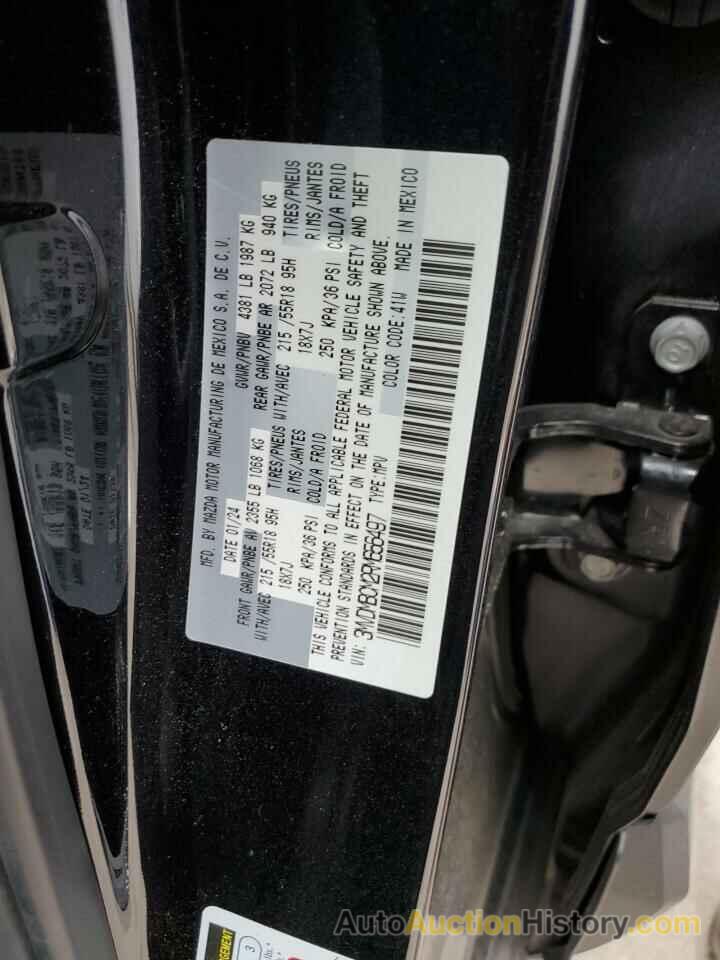 MFD. BY MAZDA MOTOR MANUFACTURING DE MEXICO S.A. DE C.V.
DATE 01/24 GVWR/PNBV 4381 LB 1987 KG
FRONT GAWR/PNBE AV 2355 LB 1068 KG REAR GAWR/PNBE AR 2072 LB 940 KG
WITH/AVEC 215 /55R18 95H TIRES/PNEUS WITH/AVEC 215 /55R18 95H TIRES/PNEUS
18X7J RIMS/JANTES 18X7J RIMS/JANTES
250 KPA/36 PSI COLD/A FROID 250 KPA/36 PSI COLD/A FROID
THIS VEHICLE CONFORMS TO ALL APPLICABLE FEDERAL MOTOR VEHICLE SAFETY AND THEFT
PREVENTION STANDARDS IN EFFECT ON THE DATE OF MANUFACTURE SHOWN ABOVE.
VIN: 3MVDMBCM2RM656497 TYPE:MPV COLOR CODE:41W MADE IN MEXICO
3
AutoAuctionHistory.com